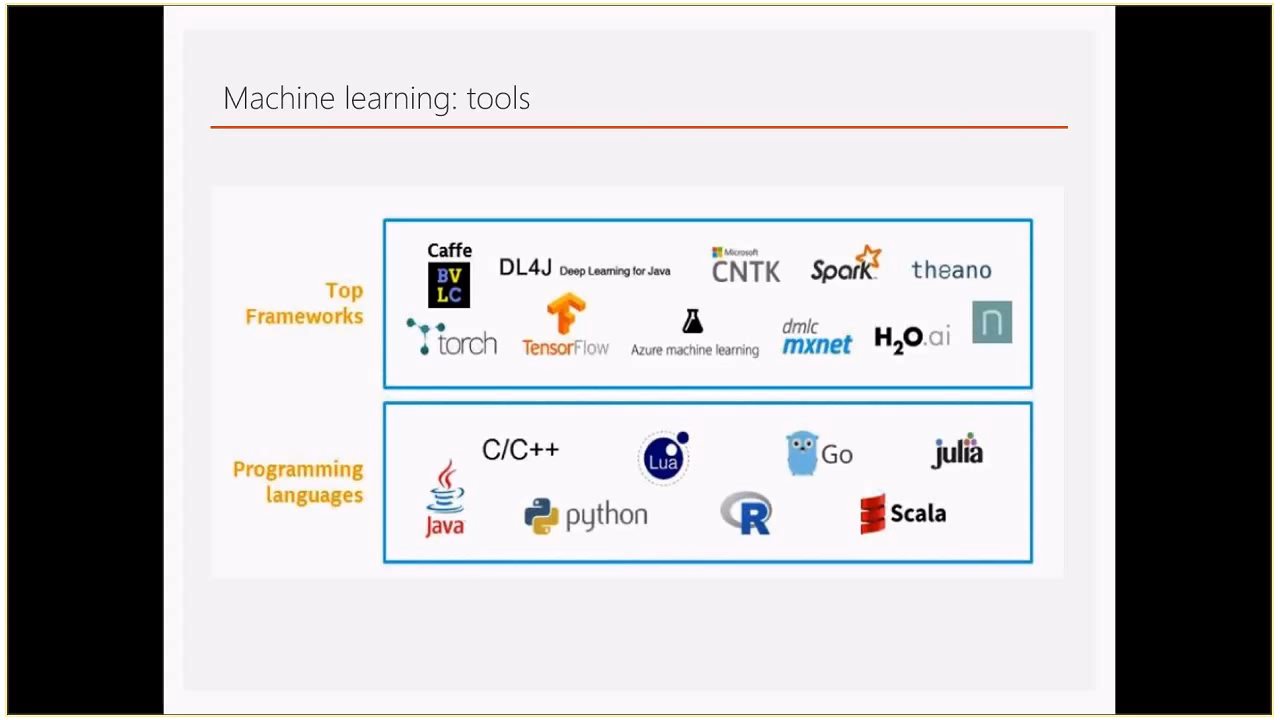 Machine learning: tools
Top
Frameworks
Caffe
BV
LC
DL4J Deep Learning for Java
Microsoft
CNTK
Spark
theano
torch
TensorFlow
Azure machine learning
dmlc
mxnet
H2O.ai
n
Programming
languages
C/C++
Lua
Go
julia
Java
python
R
Scala